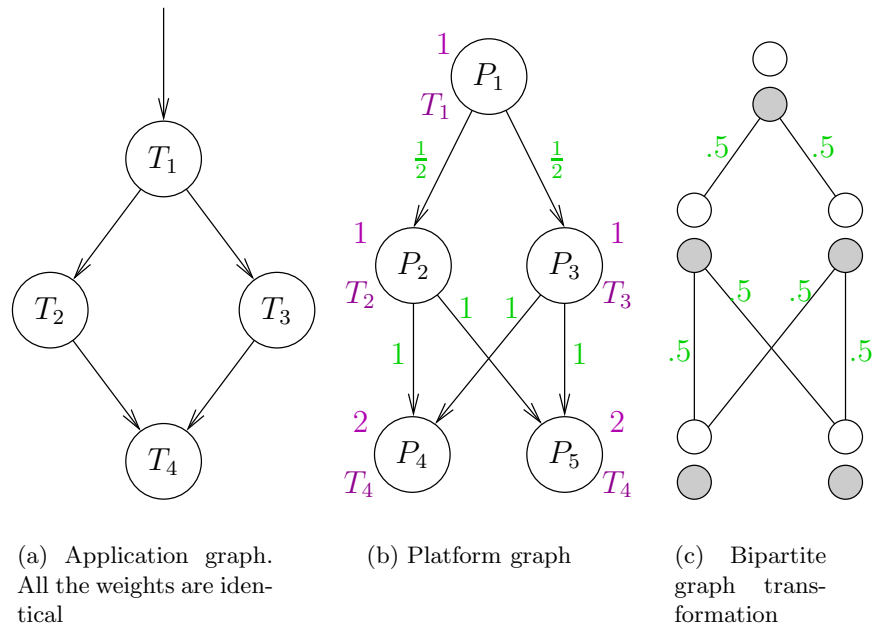 T1
T2
T3
T4
(a) Application graph.
All the weights are iden-
tical
1
P1
T1
1/2
1/2
1
1
P2
P3
T2
T3
1
1
1
1
2
2
P4
P5
T4
T4
(b) Platform graph
.5
.5
.5
.5
.5
.5
(c) Bipartite
graph trans-
formation